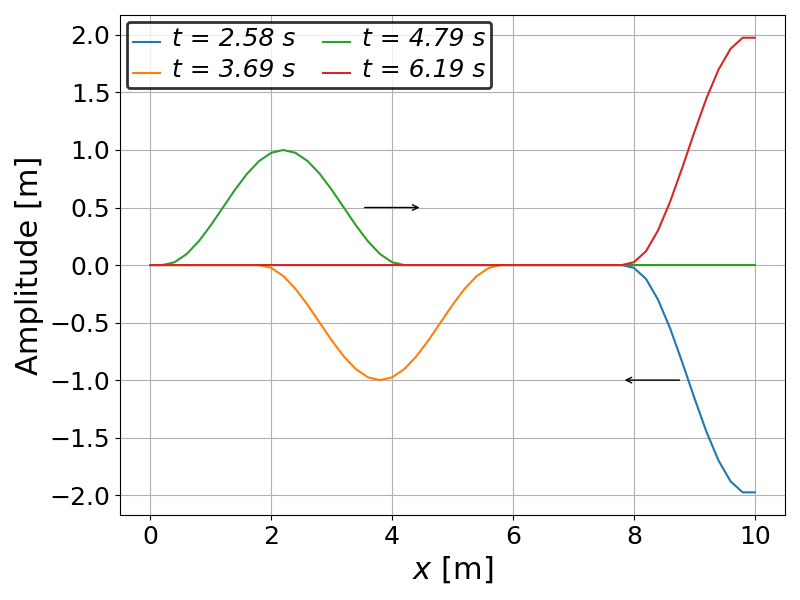 t = 2.58 s t = 4.79 s
t = 3.69 s t = 6.19 s
2.0
1.5
1.0
0.5
0.0
−0.5
−1.0
−1.5
−2.0
Amplitude [m]
0 2 4 6 8 10
x [m]